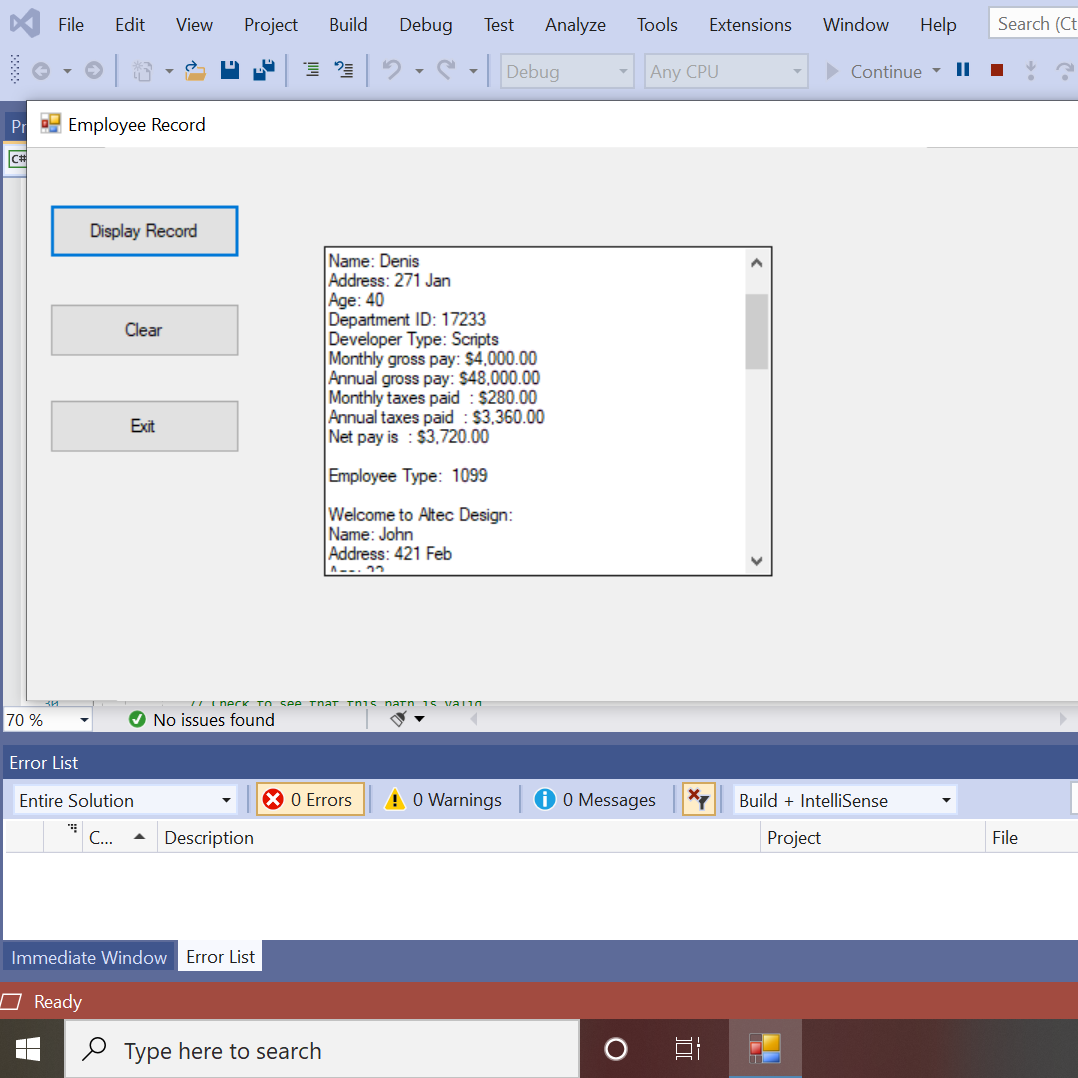 File Edit View Project Build Debug Test Analyze Tools Extensions Window Help Search (Ct
Debug Any CPU Continue
Employee Record
C#
Display Record
Clear
Exit
Name: Denis
Address: 271 Jan
Age: 40
Department ID: 17233
Developer Type: Scripts
Monthly gross pay: $4,000.00
Annual gross pay: $48,000.00
Monthly taxes paid  : $280.00
Annual taxes paid  : $3,360.00
Net pay is  : $3,720.00
Employee Type:  1099
Welcome to Altec Design:
Name: John
Address: 421 Feb
// Check to see that this path is valid
70 % No issues found
Error List
Entire Solution 0 Errors 0 Warnings 0 Messages Build + IntelliSense
C... Description Project File
Immediate Window Error List
Ready
Type here to search